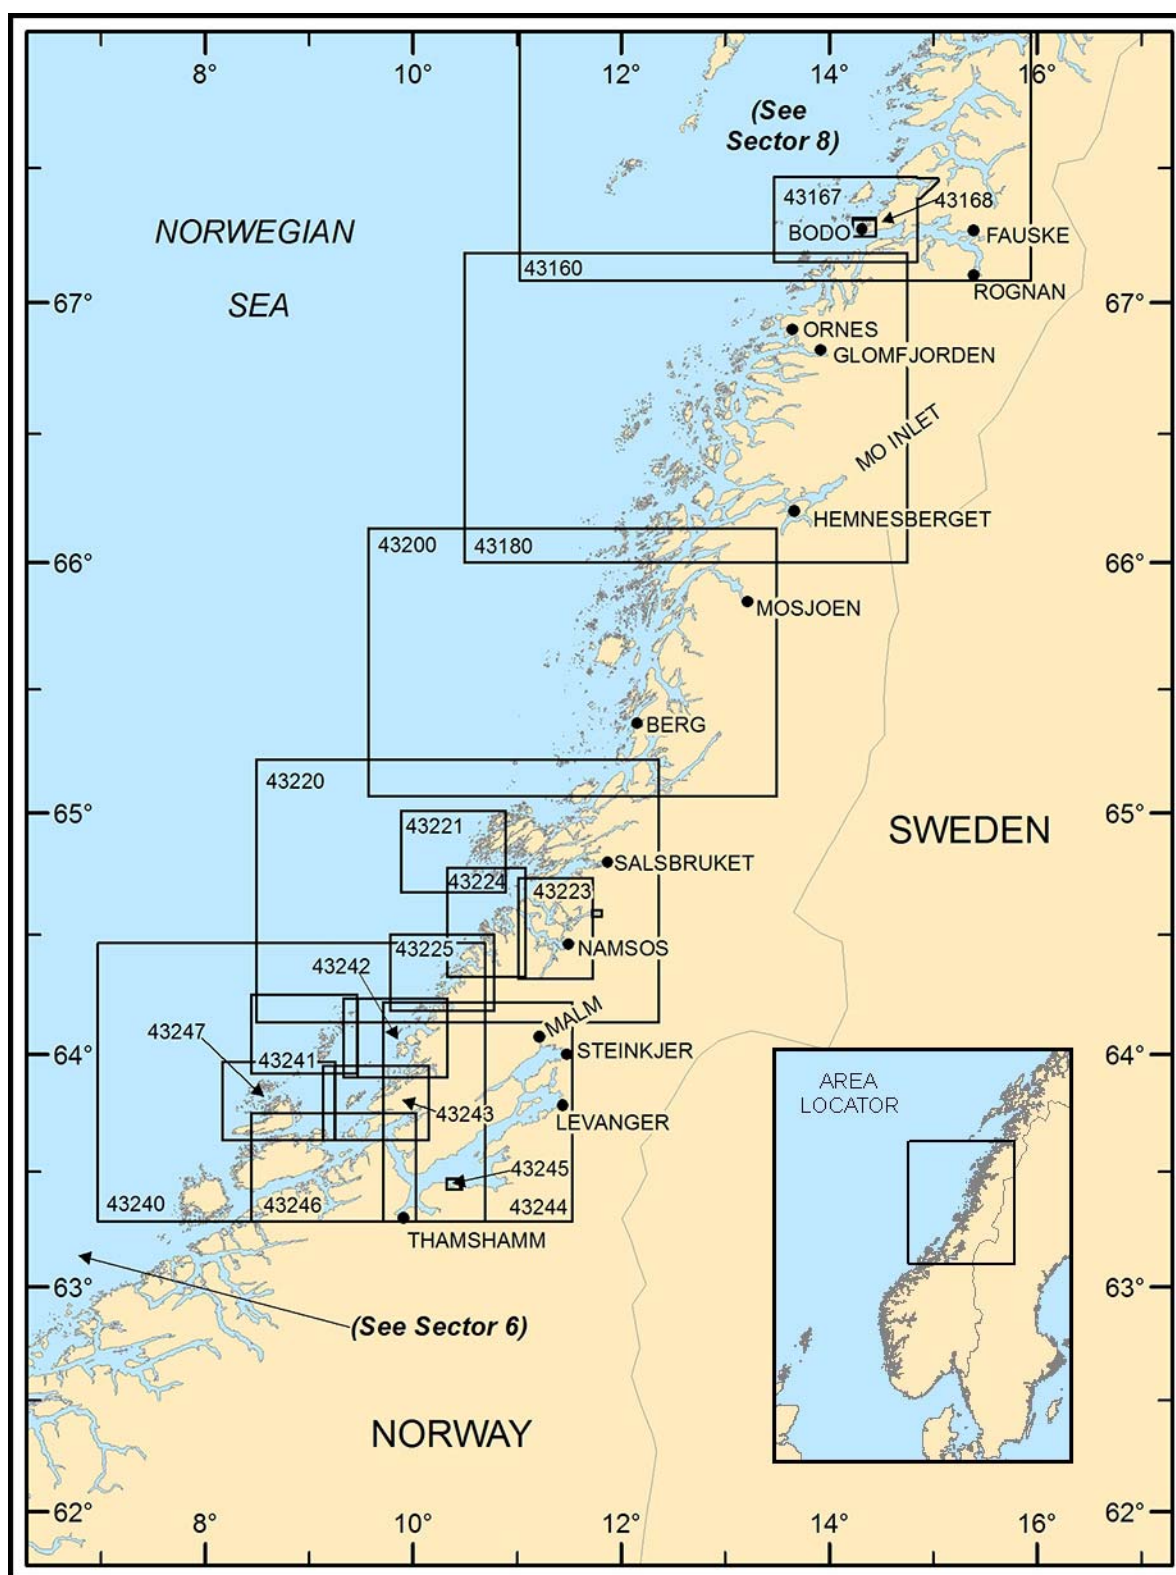 8°
10°
12°
14°
16°
(See
Sector 8)
43167
43168
BODO
FAUSKE
NORWEGIAN
SEA
43160
ROGNAN
67°
67°
ORNES
GLOMFJORDEN
MO INLET
HEMNESBERGET
43200
43180
66°
66°
MOSJOEN
BERG
43220
65°
65°
43221
SWEDEN
SALSBRUKET
43224
43223
43225
NAMSOS
43242
MALM
43247
43241
STEINKJER
64°
64°
AREA
LOCATOR
43243
LEVANGER
43245
43240
43246
43244
THAMSHAMM
63°
63°
(See Sector 6)
NORWAY
62°
62°
8°
10°
12°
14°
16°